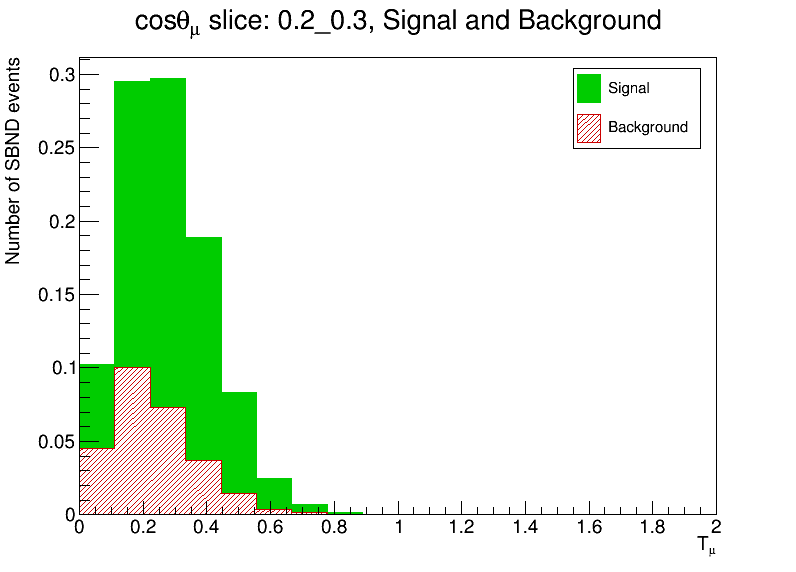 cosθμ slice: 0.2_0.3, Signal and Background
Number of SBND events
0.3
0.25
0.2
0.15
0.1
0.05
0
Signal
Background
0 0.2 0.4 0.6 0.8 1 1.2 1.4 1.6 1.8 2
Tμ